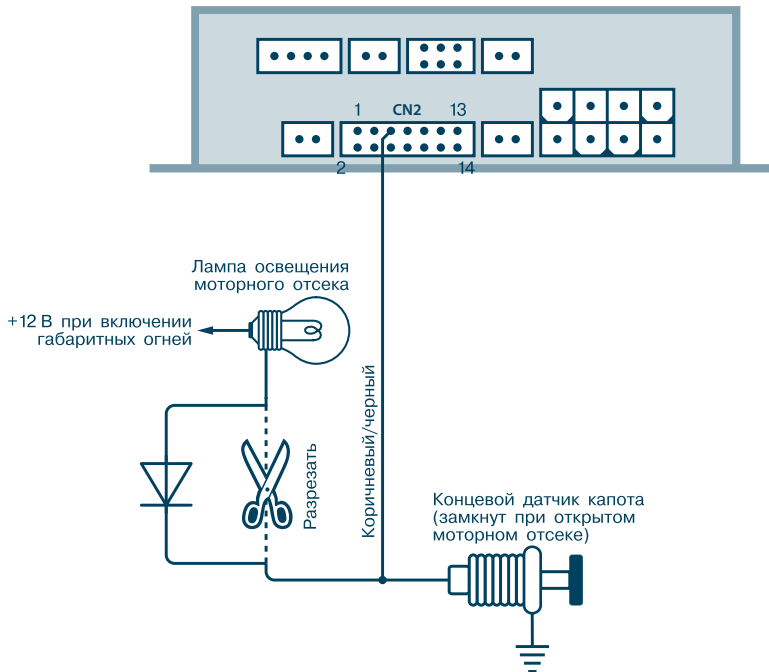 1 CN2 13
2 14
Лампа освещения
моторного отсека
+12 В при включении
габаритных огней
Разрезать
Коричневый/черный
Концевой датчик капота
(замкнут при открытом
моторном отсеке)